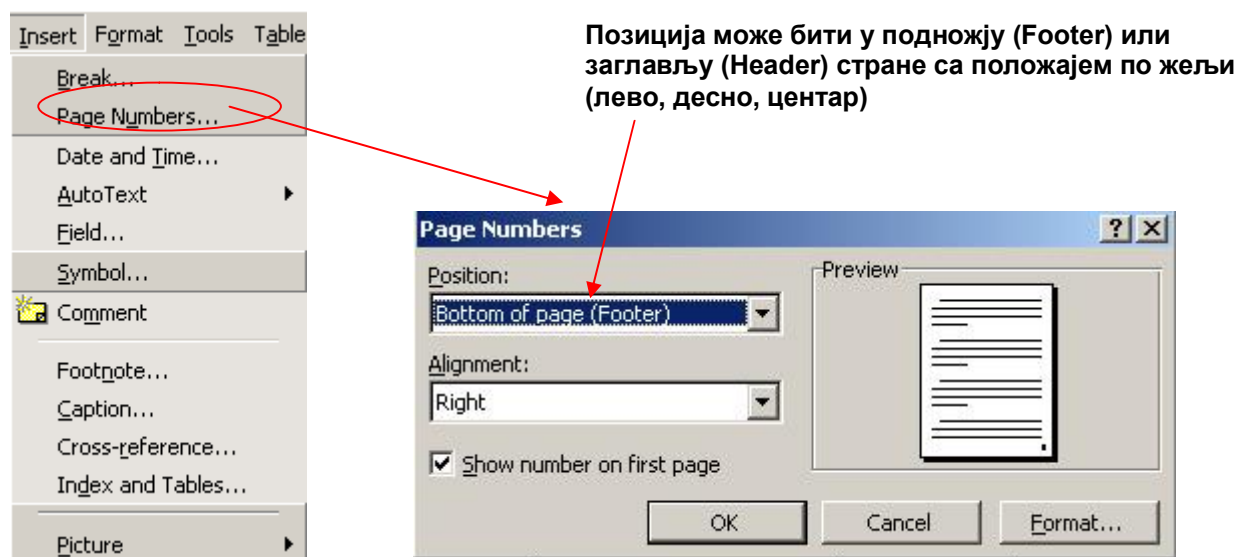 Insert Format Tools Table
Break...
Page Numbers...
Date and Time...
AutoText
Field...
Symbol...
Comment
Footnote...
Caption...
Cross-reference...
Index and Tables...
Picture
Позиција може бити у подножју (Footer) или
заглављу (Header) стране са положајем по жељи
(лево, десно, центар)
Page Numbers
Position:
Bottom of page (Footer)
Alignment:
Right
Show number on first page
Preview
OK Cancel Format...